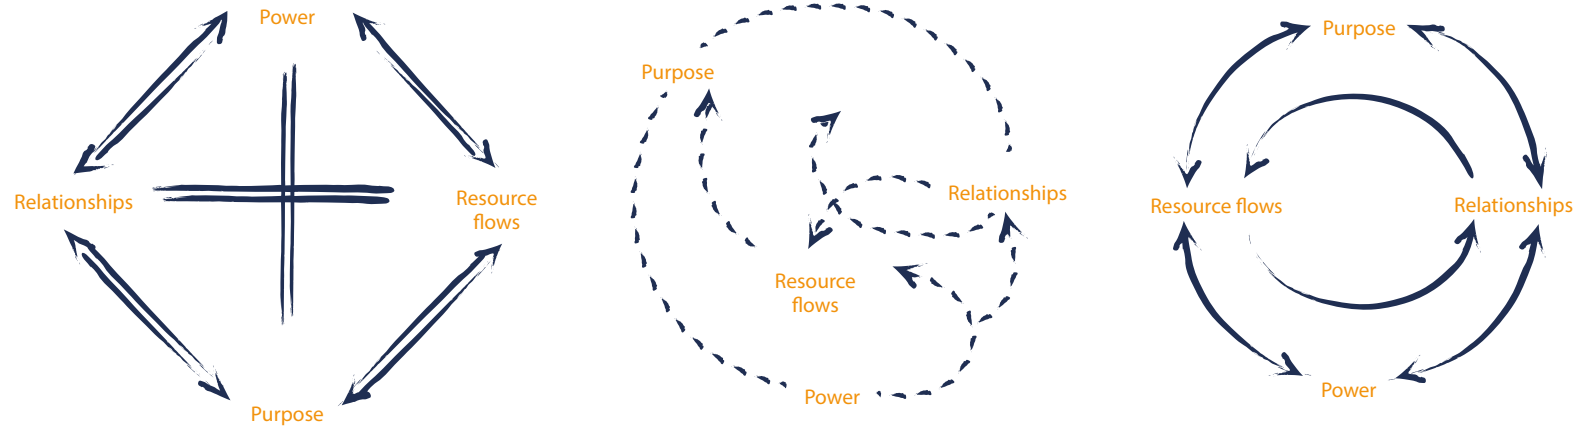 Power
Relationships
Resource
flows
Purpose
Purpose
Relationships
Resource
flows
Power
Purpose
Resource flows
Relationships
Power